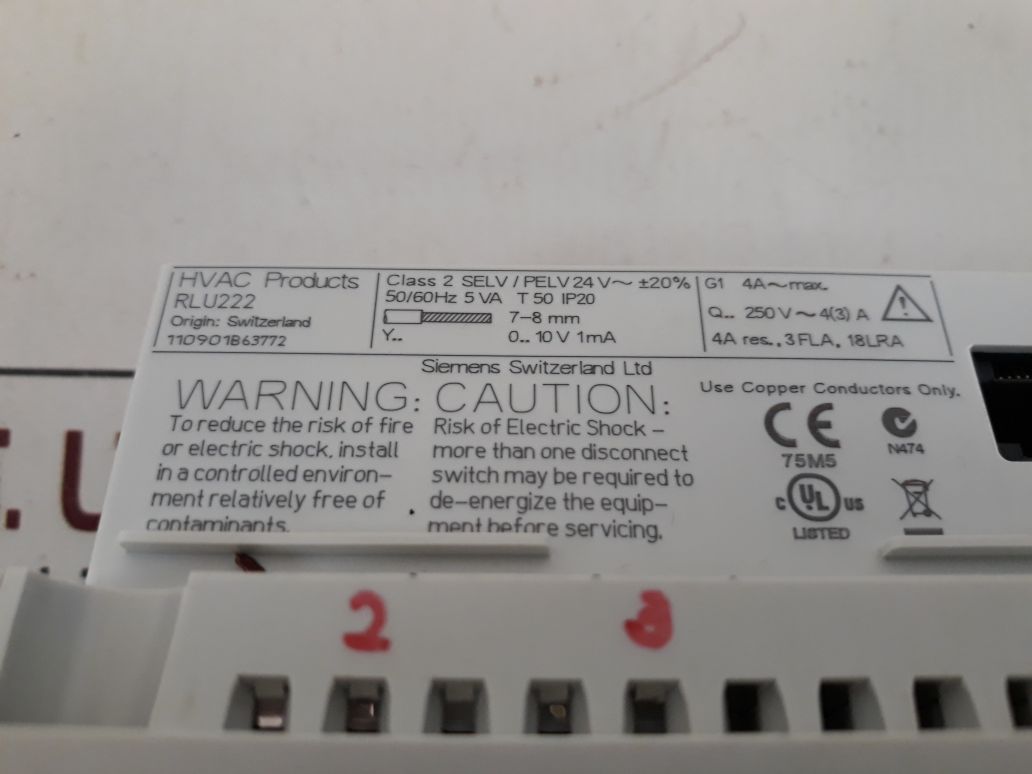 HVAC Products
RLU222
Origin: Switzerland
110901B63772
Class 2 SELV / PELV 24 V~ ±20%
50/60Hz 5 VA T 50 IP20
7-8 mm
Y.. 0.. 10 V 1mA
G1 4A~max.
Q.. 250 V ~ 4(3) A
4A res., 3 FLA, 18LRA
Siemens Switzerland Ltd
WARNING:
To reduce the risk of fire
or electric shock, install
in a controlled environ-
ment relatively free of
contaminants.
CAUTION:
Risk of Electric Shock -
more than one disconnect
switch may be required to
de-energize the equip-
ment before servicing.
Use Copper Conductors Only.
CE
75M5
N474
C UL US
LISTED
2